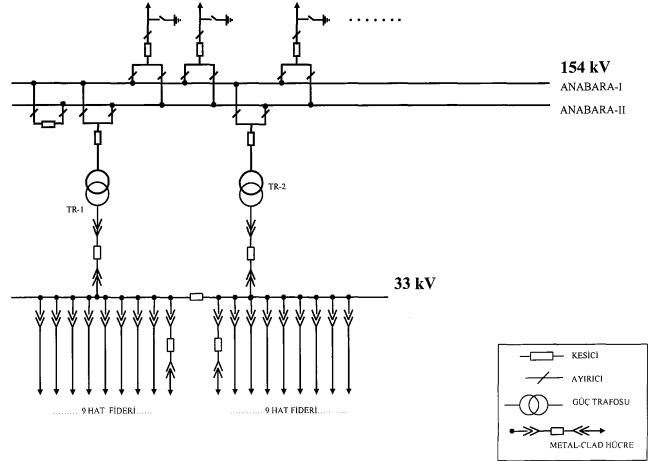 154 kV
ANABARA-I
ANABARA-II
TR-1
TR-2
33 kV
......... 9 HAT FİDERİ......
......... 9 HAT FİDERİ.........
KESİCİ
AYIRICI
GÜÇ TRAFOSU
METAL-CLAD HÜCRE